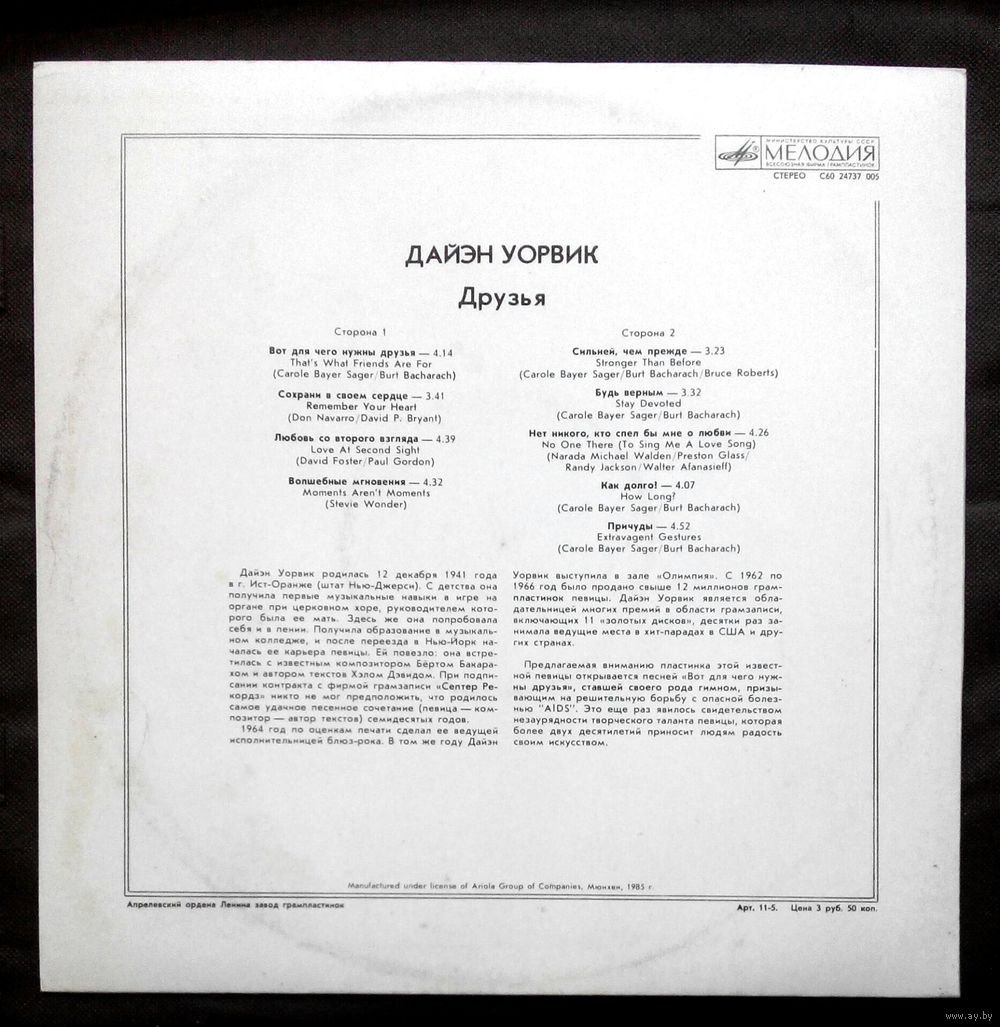 МИНИСТЕРСТВО КУЛЬТУРЫ СССР
МЕЛОДИЯ
ВСЕСОЮЗНАЯ ФИРМА ГРАМПЛАСТИНОК
СТЕРЕО С60 24737 005
ДАЙЭН УОРВИК
Друзья
Сторона 1
Вот для чего нужны друзья — 4.14
That's What Friends Are For
(Carole Bayer Sager/Burt Bacharach)
Сохрани в своем сердце — 3.41
Remember Your Heart
(Don Navarro/David P. Bryant)
Любовь со второго взгляда — 4.39
Love At Second Sight
(David Foster/Paul Gordon)
Волшебные мгновения — 4.32
Moments Aren't Moments
(Stevie Wonder)
Сторона 2
Сильней, чем прежде — 3.23
Stronger Than Before
(Carole Bayer Sager/Burt Bacharach/Bruce Roberts)
Будь верным — 3.32
Stay Devoted
(Carole Bayer Sager/Burt Bacharach)
Нет никого, кто спел бы мне о любви — 4.26
No One There (To Sing Me A Love Song)
(Narada Michael Walden/Preston Glass/
Randy Jackson/Walter Afanasieff)
Как долго! — 4.07
How Long?
(Carole Bayer Sager/Burt Bacharach)
Причуды — 4.52
Extravagent Gestures
(Carole Bayer Sager/Burt Bacharach)
Дайэн Уорвик родилась 12 декабря 1941 года
в г. Ист-Оранже (штат Нью-Джерси). С детства она
получила первые музыкальные навыки в игре на
органе при церковном хоре, руководителем кото-
рого была ее мать. Здесь же она попробовала
себя и в пении. Получила образование в музыкаль-
ном колледже, и после переезда в Нью-Йорк на-
чалась ее карьера певицы. Ей повезло: она встре-
тилась с известным композитором Бёртом Бакара-
хом и автором текстов Хэлом Дэвидом. При подпи-
сании контракта с фирмой грамзаписи «Септер Ре-
кордз» никто не мог предположить, что родилось
самое удачное песенное сочетание (певица — ком-
позитор — автор текстов) семидесятых годов.
1964 год по оценкам печати сделал ее ведущей
исполнительницей блюз-рока. В том же году Дайэн
Уорвик выступила в зале «Олимпия». С 1962 по
1966 год было продано свыше 12 миллионов грам-
пластинок певицы. Дайэн Уорвик является обла-
дательницей многих премий в области грамзаписи,
включающих 11 «золотых дисков», десятки раз за-
нимала ведущие места в хит-парадах в США и дру-
гих странах.
Предлагаемая вниманию пластинка этой извест-
ной певицы открывается песней «Вот для чего нуж-
ны друзья», ставшей своего рода гимном, призы-
вающим на решительную борьбу с опасной болез-
нью "AIDS". Это еще раз явилось свидетельством
незаурядности творческого таланта певицы, которая
более двух десятилетий приносит людям радость
своим искусством.
Manufactured under license of Ariola Group of Companies, Мюнхен, 1985 г.
Апрелевский ордена Ленина завод грампластинок
Арт. 11-5. Цена 3 руб. 50 коп.
www.ay.by